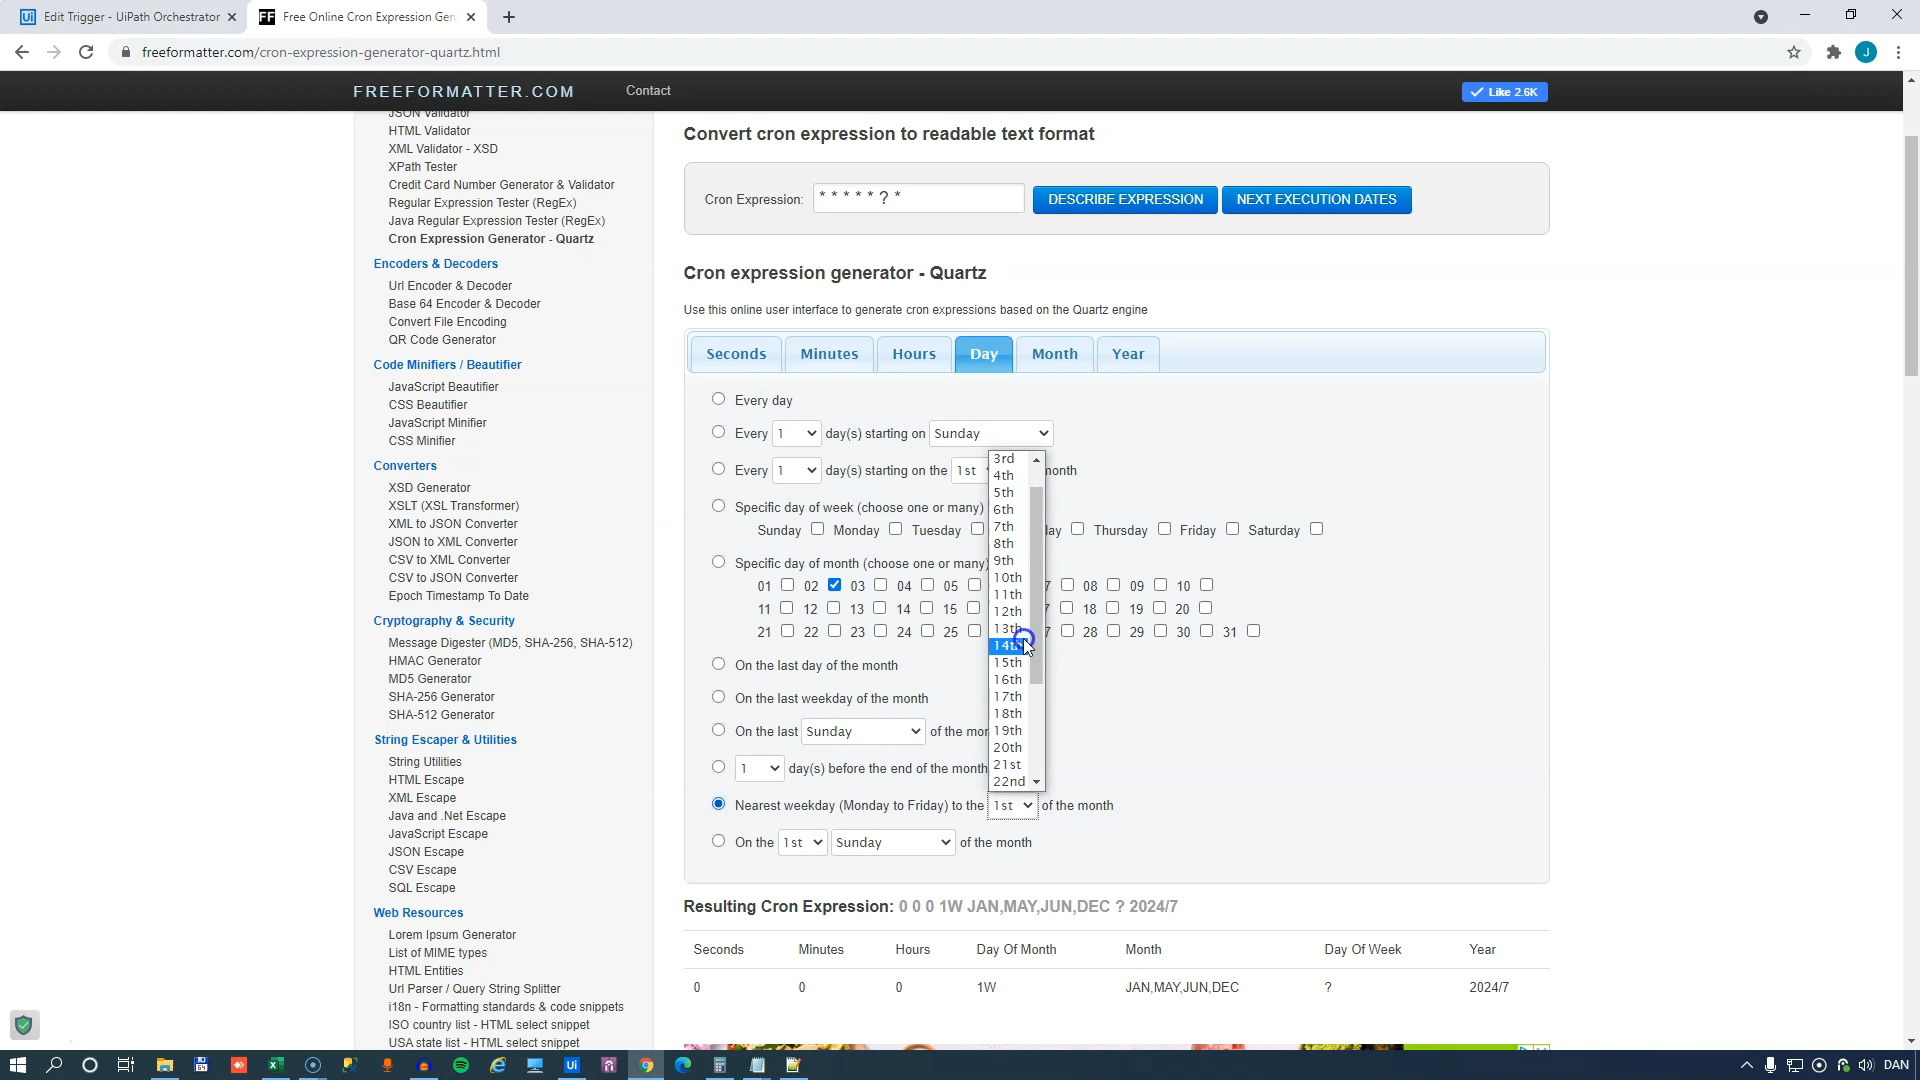 Edit Trigger - UiPath Orchestrator
Free Online Cron Expression Gen
freeformatter.com/cron-expression-generator-quartz.html
FREEFORMATTER.COM
Contact
Like 2.6K
JSON Validator
HTML Validator
XML Validator - XSD
XPath Tester
Credit Card Number Generator & Validator
Regular Expression Tester (RegEx)
Java Regular Expression Tester (RegEx)
Cron Expression Generator - Quartz
Encoders & Decoders
Url Encoder & Decoder
Base 64 Encoder & Decoder
Convert File Encoding
QR Code Generator
Code Minifiers / Beautifier
JavaScript Beautifier
CSS Beautifier
JavaScript Minifier
CSS Minifier
Converters
XSD Generator
XSLT (XSL Transformer)
XML to JSON Converter
JSON to XML Converter
CSV to XML Converter
CSV to JSON Converter
Epoch Timestamp To Date
Cryptography & Security
Message Digester (MD5, SHA-256, SHA-512)
HMAC Generator
MD5 Generator
SHA-256 Generator
SHA-512 Generator
String Escaper & Utilities
String Utilities
HTML Escape
XML Escape
Java and .Net Escape
JavaScript Escape
JSON Escape
CSV Escape
SQL Escape
Web Resources
Lorem Ipsum Generator
List of MIME types
HTML Entities
Url Parser / Query String Splitter
i18n - Formatting standards & code snippets
ISO country list - HTML select snippet
USA state list - HTML select snippet
Convert cron expression to readable text format
Cron Expression: * * * * * ? * DESCRIBE EXPRESSION NEXT EXECUTION DATES
Cron expression generator - Quartz
Use this online user interface to generate cron expressions based on the Quartz engine
Seconds Minutes Hours Day Month Year
Every day
Every 1 day(s) starting on Sunday
Every 1 day(s) starting on the 1st month
Specific day of week (choose one or many)
Sunday Monday Tuesday ay Thursday Friday Saturday
Specific day of month (choose one or many)
01 02 03 04 05 7 08 09 10
11 12 13 14 15 7 18 19 20
21 22 23 24 25 7 28 29 30 31
On the last day of the month
On the last weekday of the month
On the last Sunday of the mon
1 day(s) before the end of the month
Nearest weekday (Monday to Friday) to the 1st of the month
On the 1st Sunday of the month
3rd
4th
5th
6th
7th
8th
9th
10th
11th
12th
13th
14th
15th
16th
17th
18th
19th
20th
21st
22nd
Resulting Cron Expression: 0 0 0 1W JAN,MAY,JUN,DEC ? 2024/7
Seconds Minutes Hours Day Of Month Month Day Of Week Year
0 0 0 1W JAN,MAY,JUN,DEC ? 2024/7
DAN